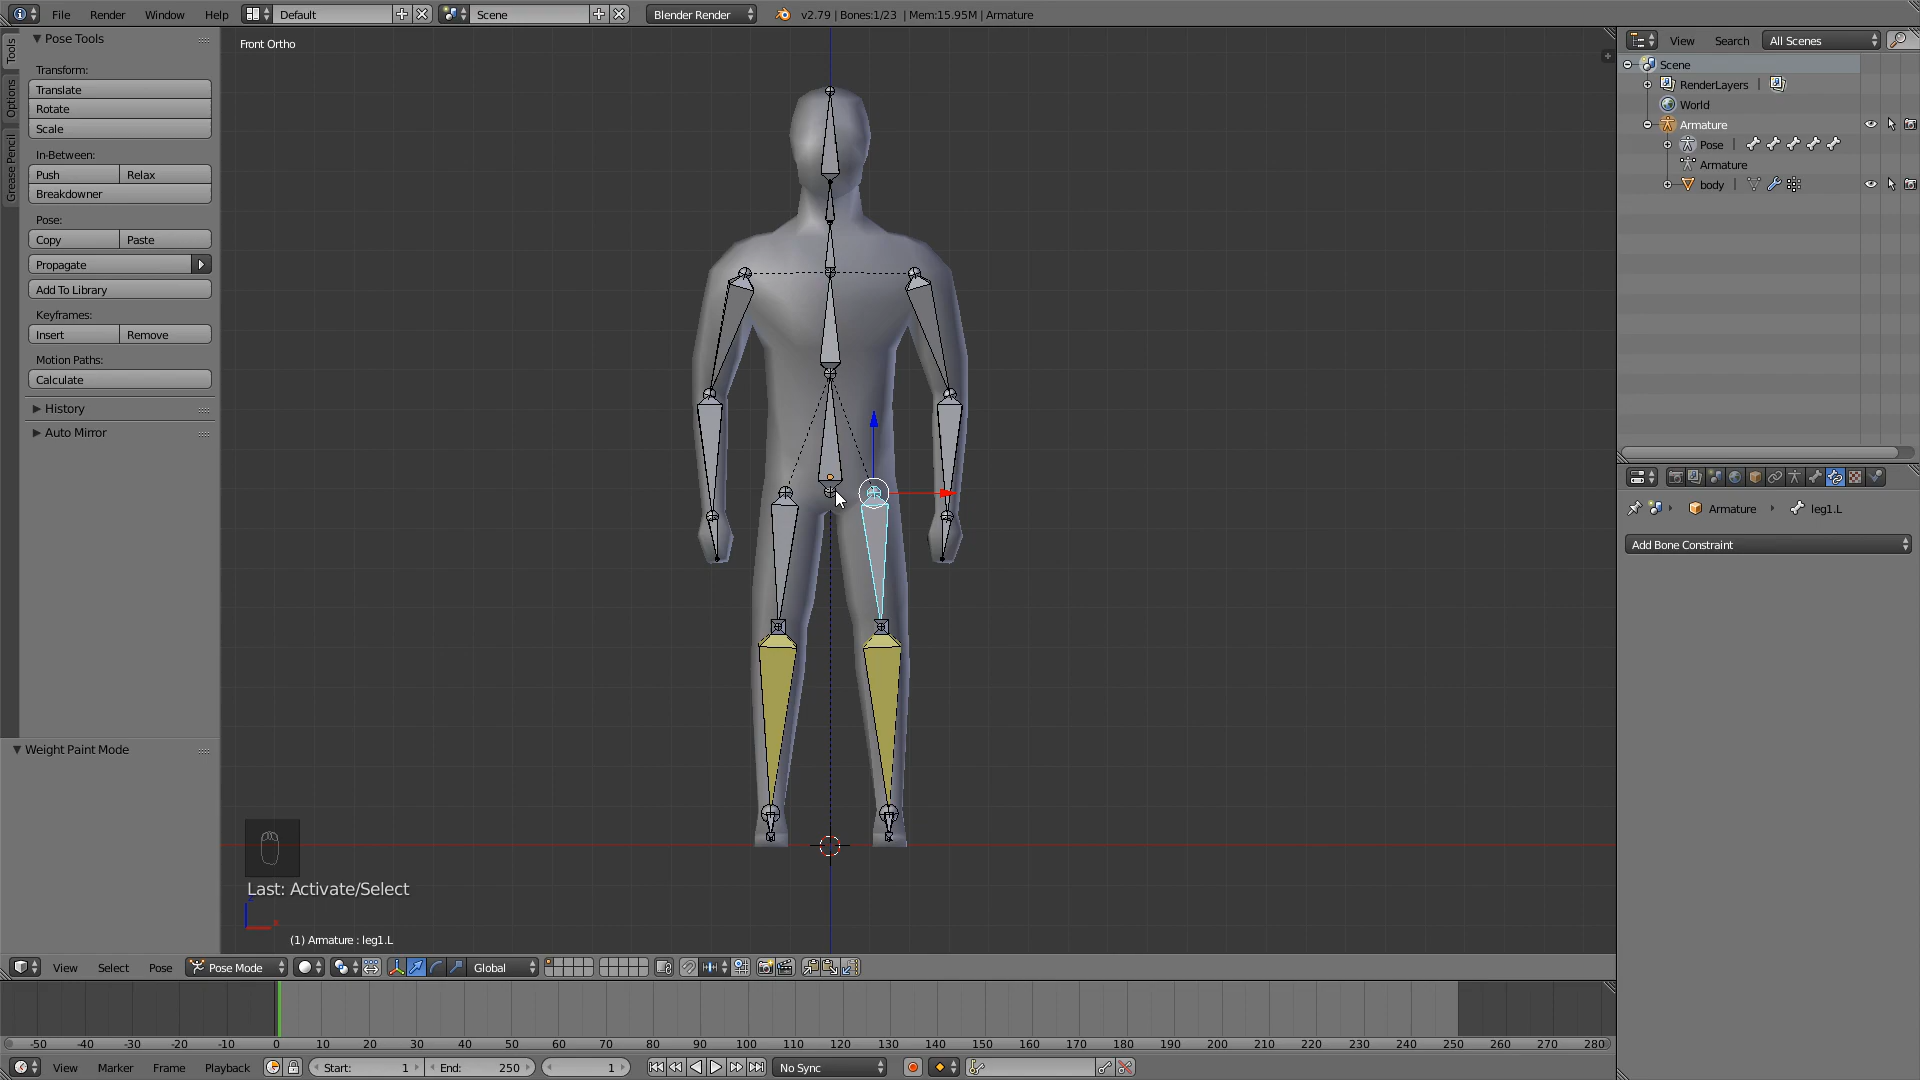 File Render Window Help Default Scene Blender Render v2.79 | Bones:1/23 | Mem:15.95M | Armature
Pose Tools
Transform:
Translate
Rotate
Scale
In-Between:
Push Relax
Breakdowner
Pose:
Copy Paste
Propagate
Add To Library
Keyframes:
Insert Remove
Motion Paths:
Calculate
History
Auto Mirror
Tools
Options
Grease Pencil
Weight Paint Mode
Front Ortho
Last: Activate/Select
(1) Armature : leg1.L
View Select Pose Pose Mode Global
View Search All Scenes
Scene
RenderLayers |
World
Armature
Pose |
Armature
body |
Armature leg1.L
Add Bone Constraint
-50 -40 -30 -20 -10 0 10 20 30 40 50 60 70 80 90 100 110 120 130 140 150 160 170 180 190 200 210 220 230 240 250 260 270 280
View Marker Frame Playback Start: 1 End: 250 1 No Sync